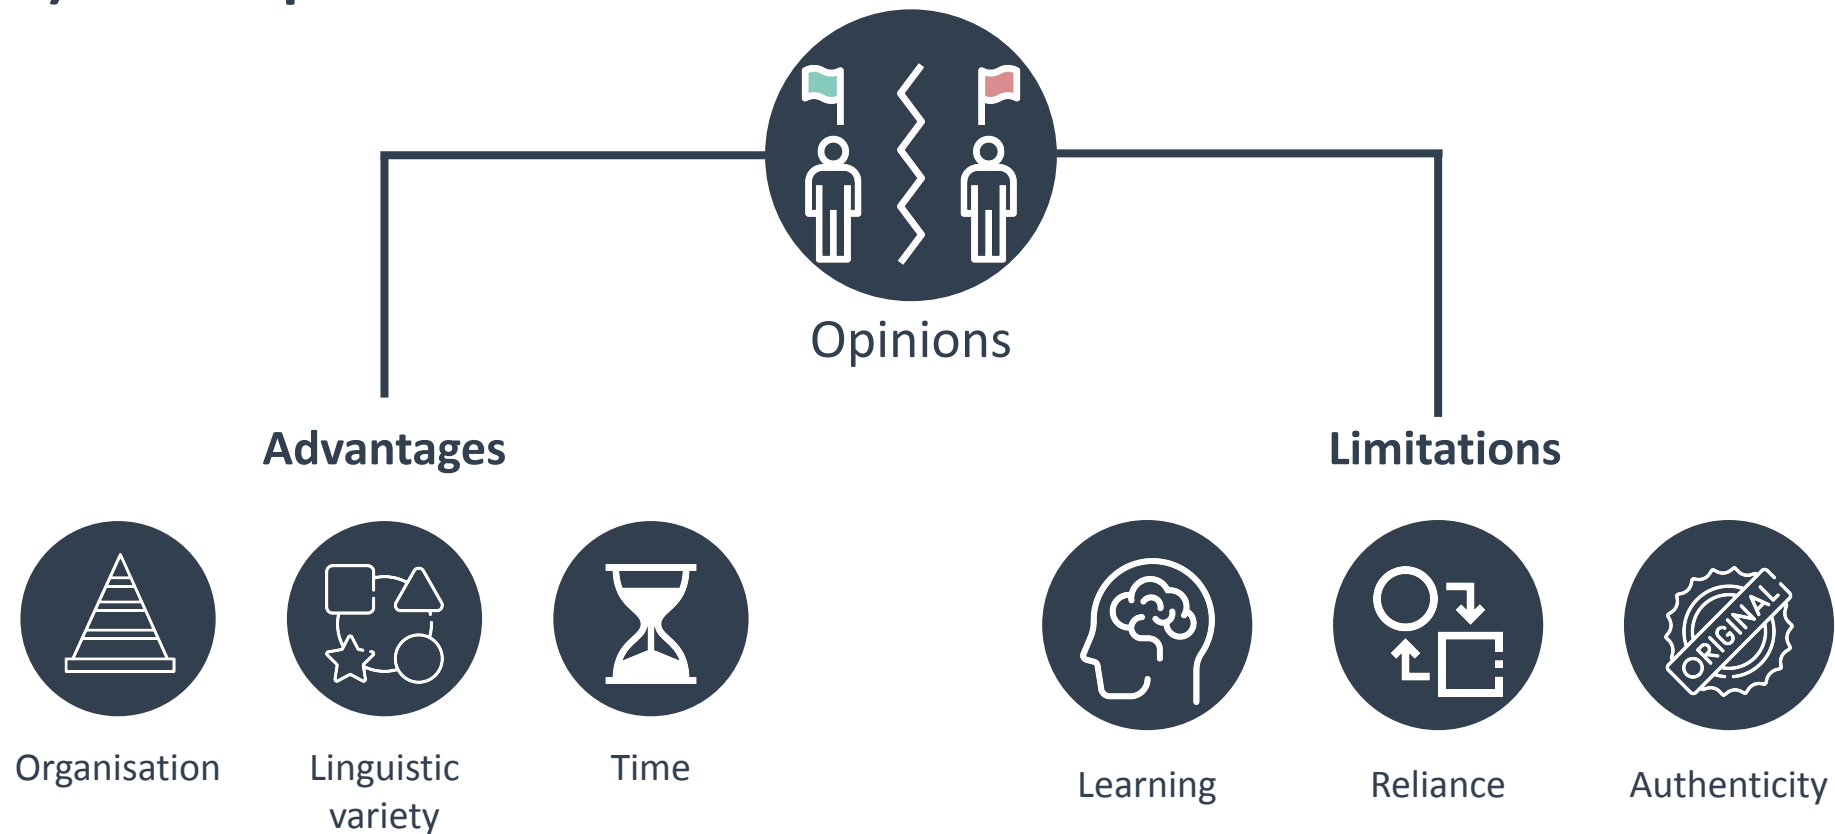 Opinions
Advantages
Limitations
ORIGINAL
Organisation
Linguistic
variety
Time
Learning
Reliance
Authenticity